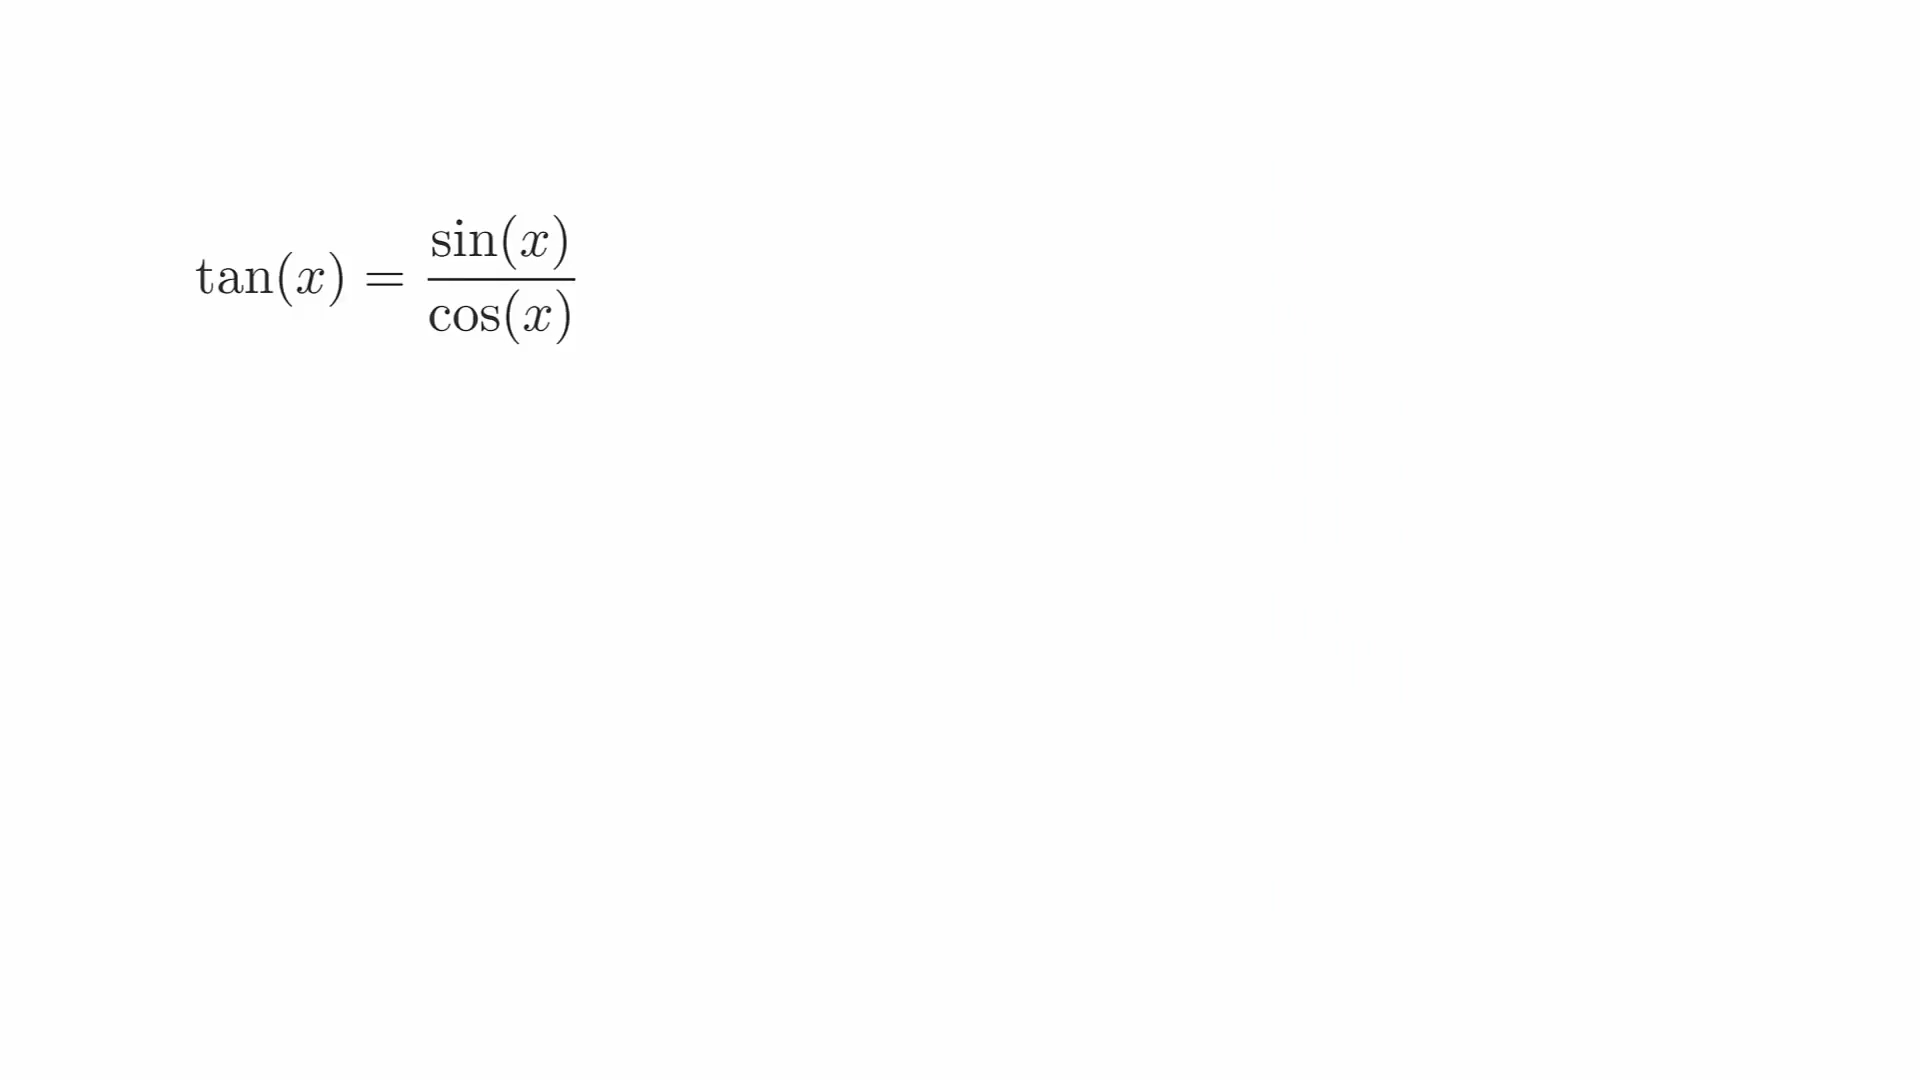 tan(x) = sin(x) / cos(x)